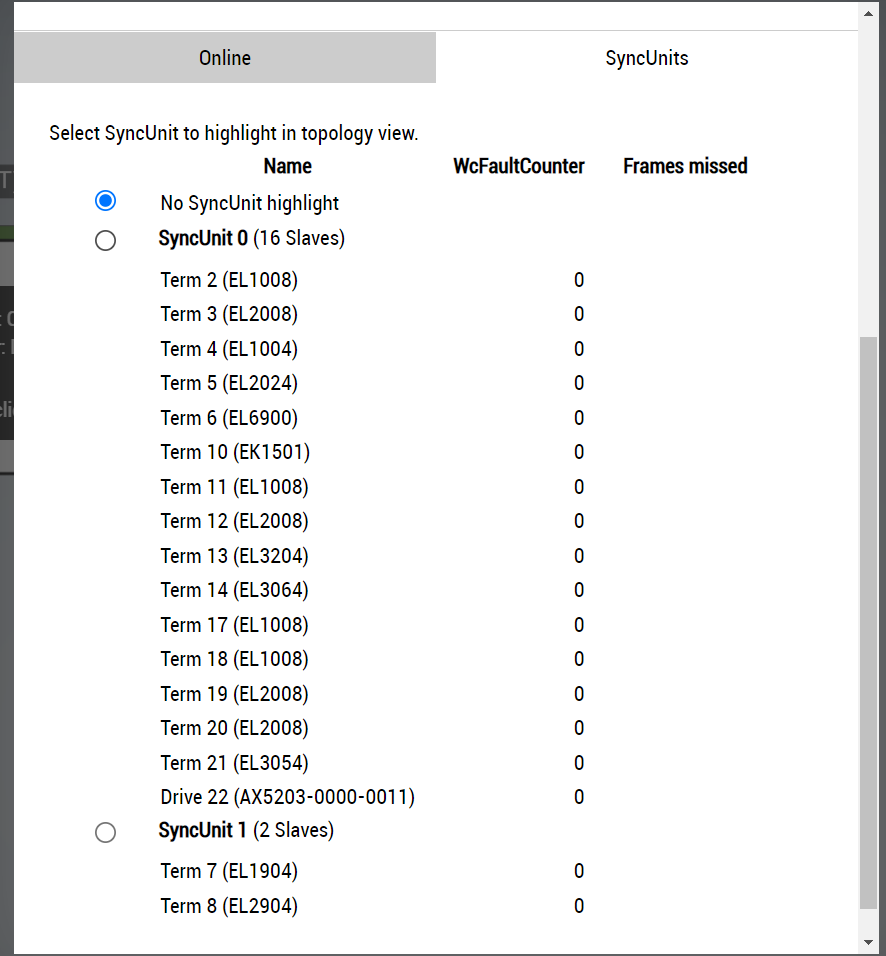 Online SyncUnits
Select SyncUnit to highlight in topology view.
Name WcFaultCounter Frames missed
No SyncUnit highlight
SyncUnit 0 (16 Slaves)
Term 2 (EL1008) 0
Term 3 (EL2008) 0
Term 4 (EL1004) 0
Term 5 (EL2024) 0
Term 6 (EL6900) 0
Term 10 (EK1501) 0
Term 11 (EL1008) 0
Term 12 (EL2008) 0
Term 13 (EL3204) 0
Term 14 (EL3064) 0
Term 17 (EL1008) 0
Term 18 (EL1008) 0
Term 19 (EL2008) 0
Term 20 (EL2008) 0
Term 21 (EL3054) 0
Drive 22 (AX5203-0000-0011) 0
SyncUnit 1 (2 Slaves)
Term 7 (EL1904) 0
Term 8 (EL2904) 0